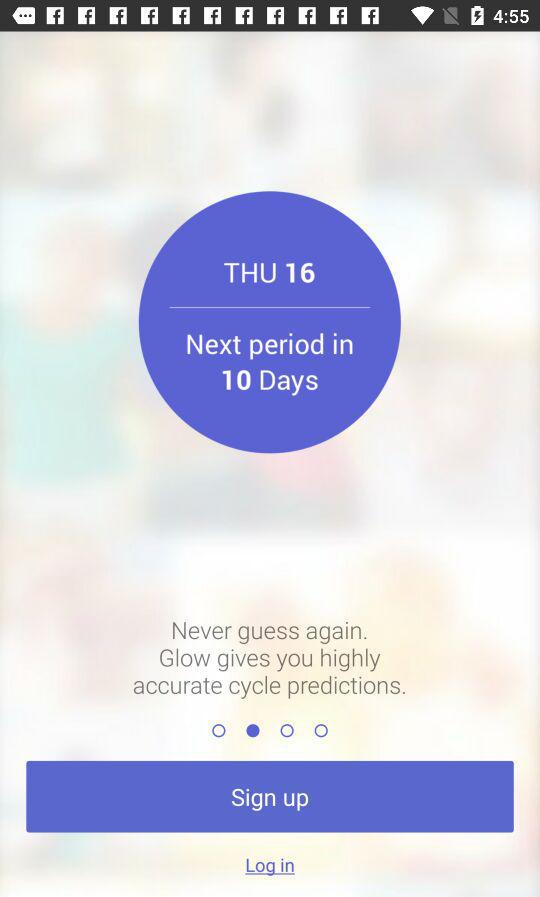 4:55
THU 16
Next period in
10 Days
Never guess again.
Glow gives you highly
accurate cycle predictions.
Sign up
Log in